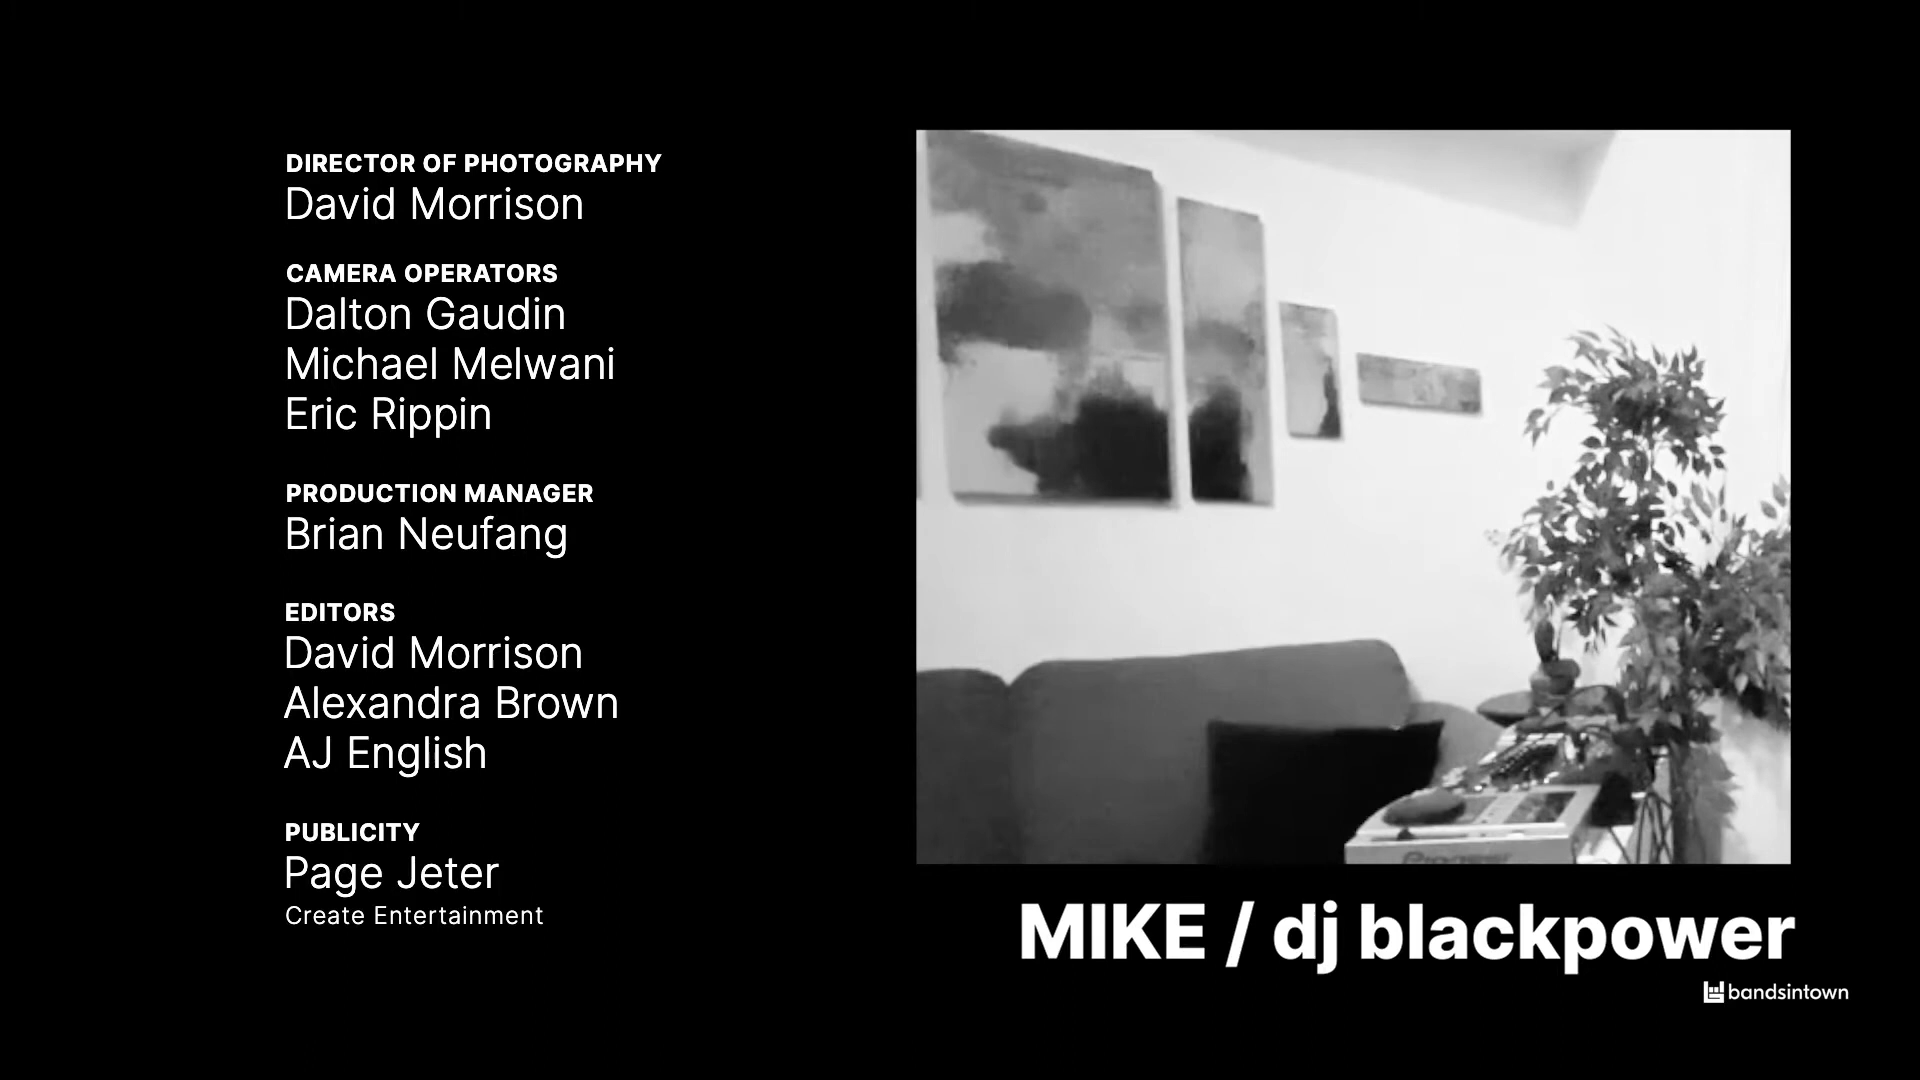 DIRECTOR OF PHOTOGRAPHY
David Morrison
CAMERA OPERATORS
Dalton Gaudin
Michael Melwani
Eric Rippin
PRODUCTION MANAGER
Brian Neufang
EDITORS
David Morrison
Alexandra Brown
AJ English
PUBLICITY
Page Jeter
Create Entertainment
Pioneer
MIKE / dj blackpower
bandsintown